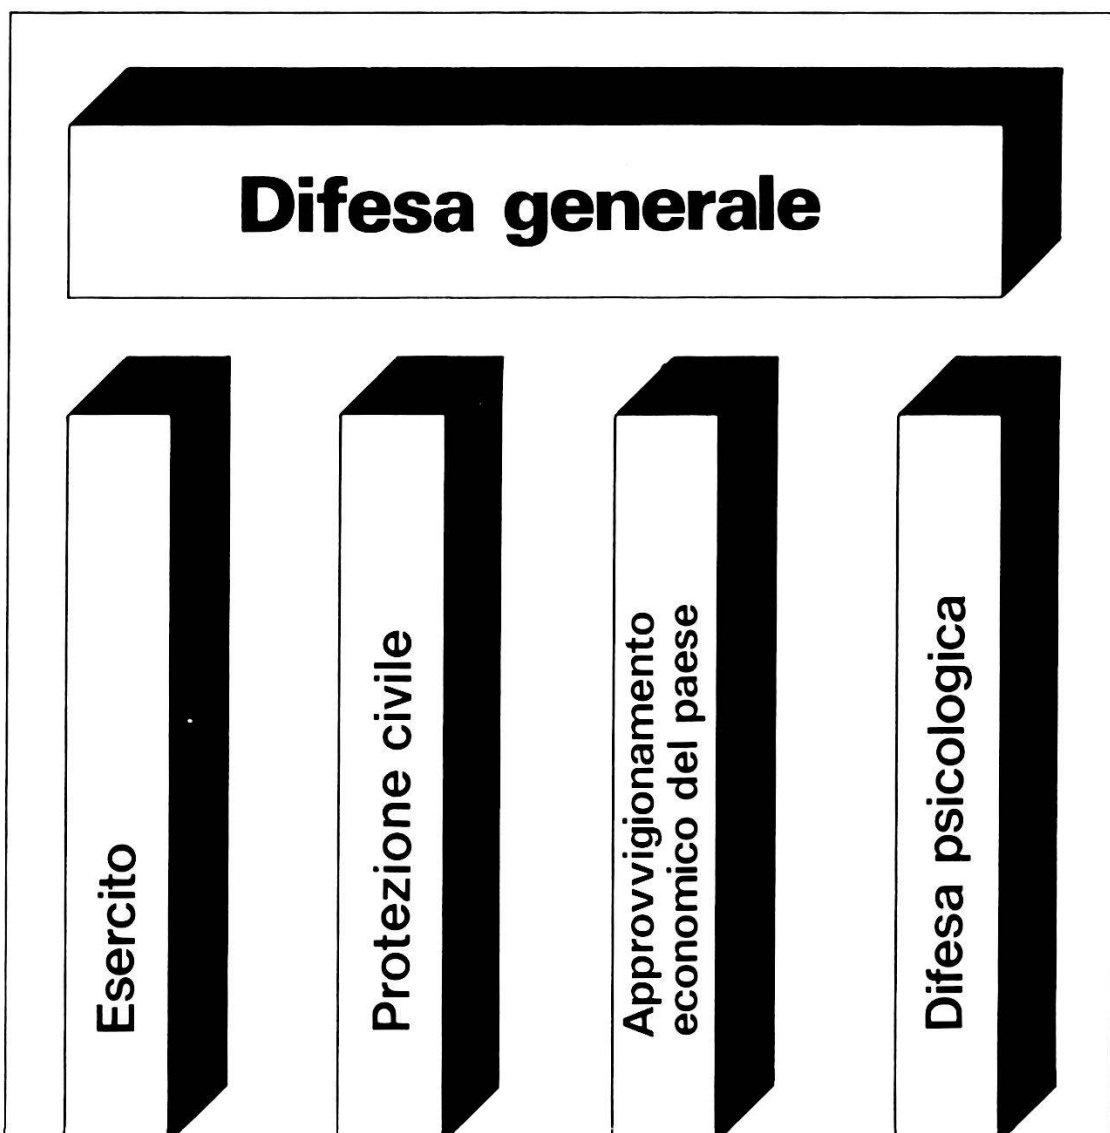 Difesa generale
Esercito
Protezione civile
Approvvigionamento
economico del paese
Difesa psicologica